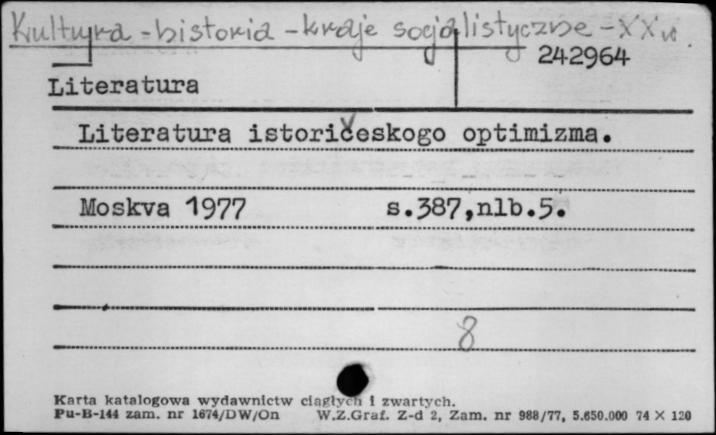 Kultura - historia - kraje socjalistyczne - XX w
242964
Literatura
Literatura istoričeskogo optimizma.
Moskva 1977 s.387,nlb.5.
8
Karta katalogowa wydawnictw ciągłych i zwartych.
Pu-B-144 zam. nr 1674/DW/On W.Z.Graf. Z-d 2, Zam. nr 988/77, 5.650.000 74 X 120